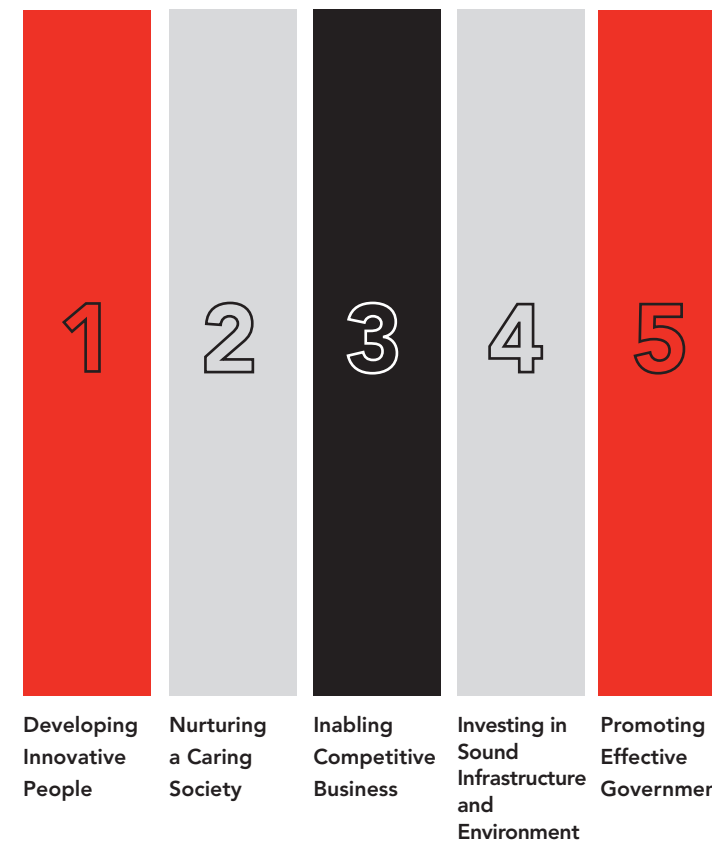 1
2
3
4
5
Developing
Innovative
People
Nurturing
a Caring
Society
Inabling
Competitive
Business
Investing in
Sound
Infrastructure
and
Environment
Promoting
Effective
Governmen